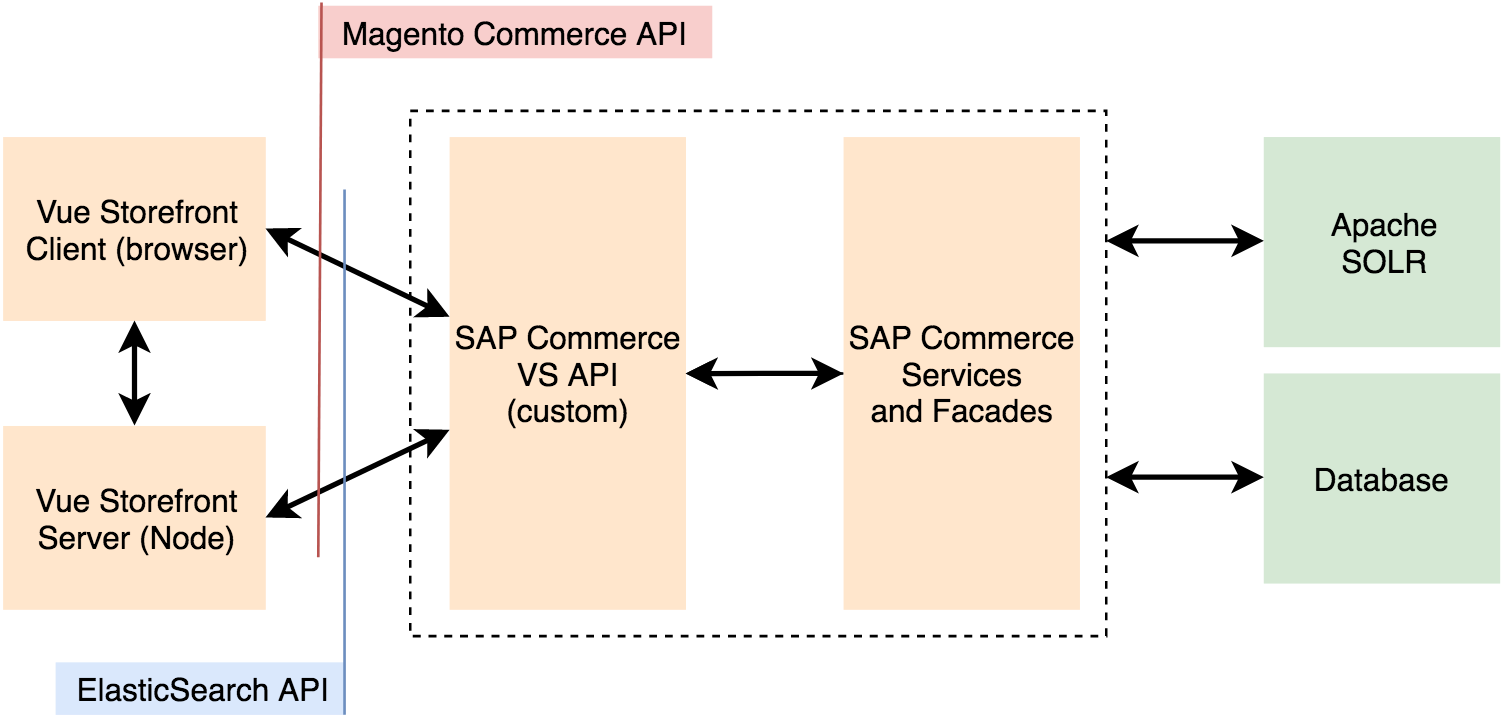 Magento Commerce API
Vue Storefront
Client (browser)
Vue Storefront
Server (Node)
ElasticSearch API
SAP Commerce
VS API
(custom)
SAP Commerce
Services
and Facades
Apache
SOLR
Database